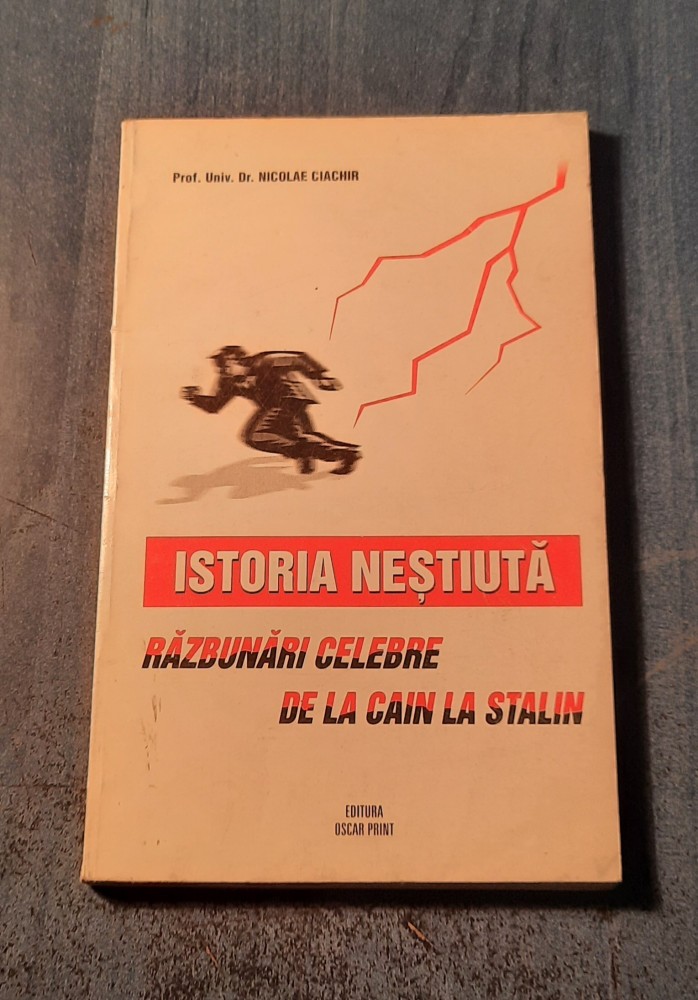 Prof. Univ. Dr. NICOLAE CIACHIR
ISTORIA NEȘTIUTĂ
RĂZBUNĂRI CELEBRE
DE LA CAIN LA STALIN
EDITURA
OSCAR PRINT